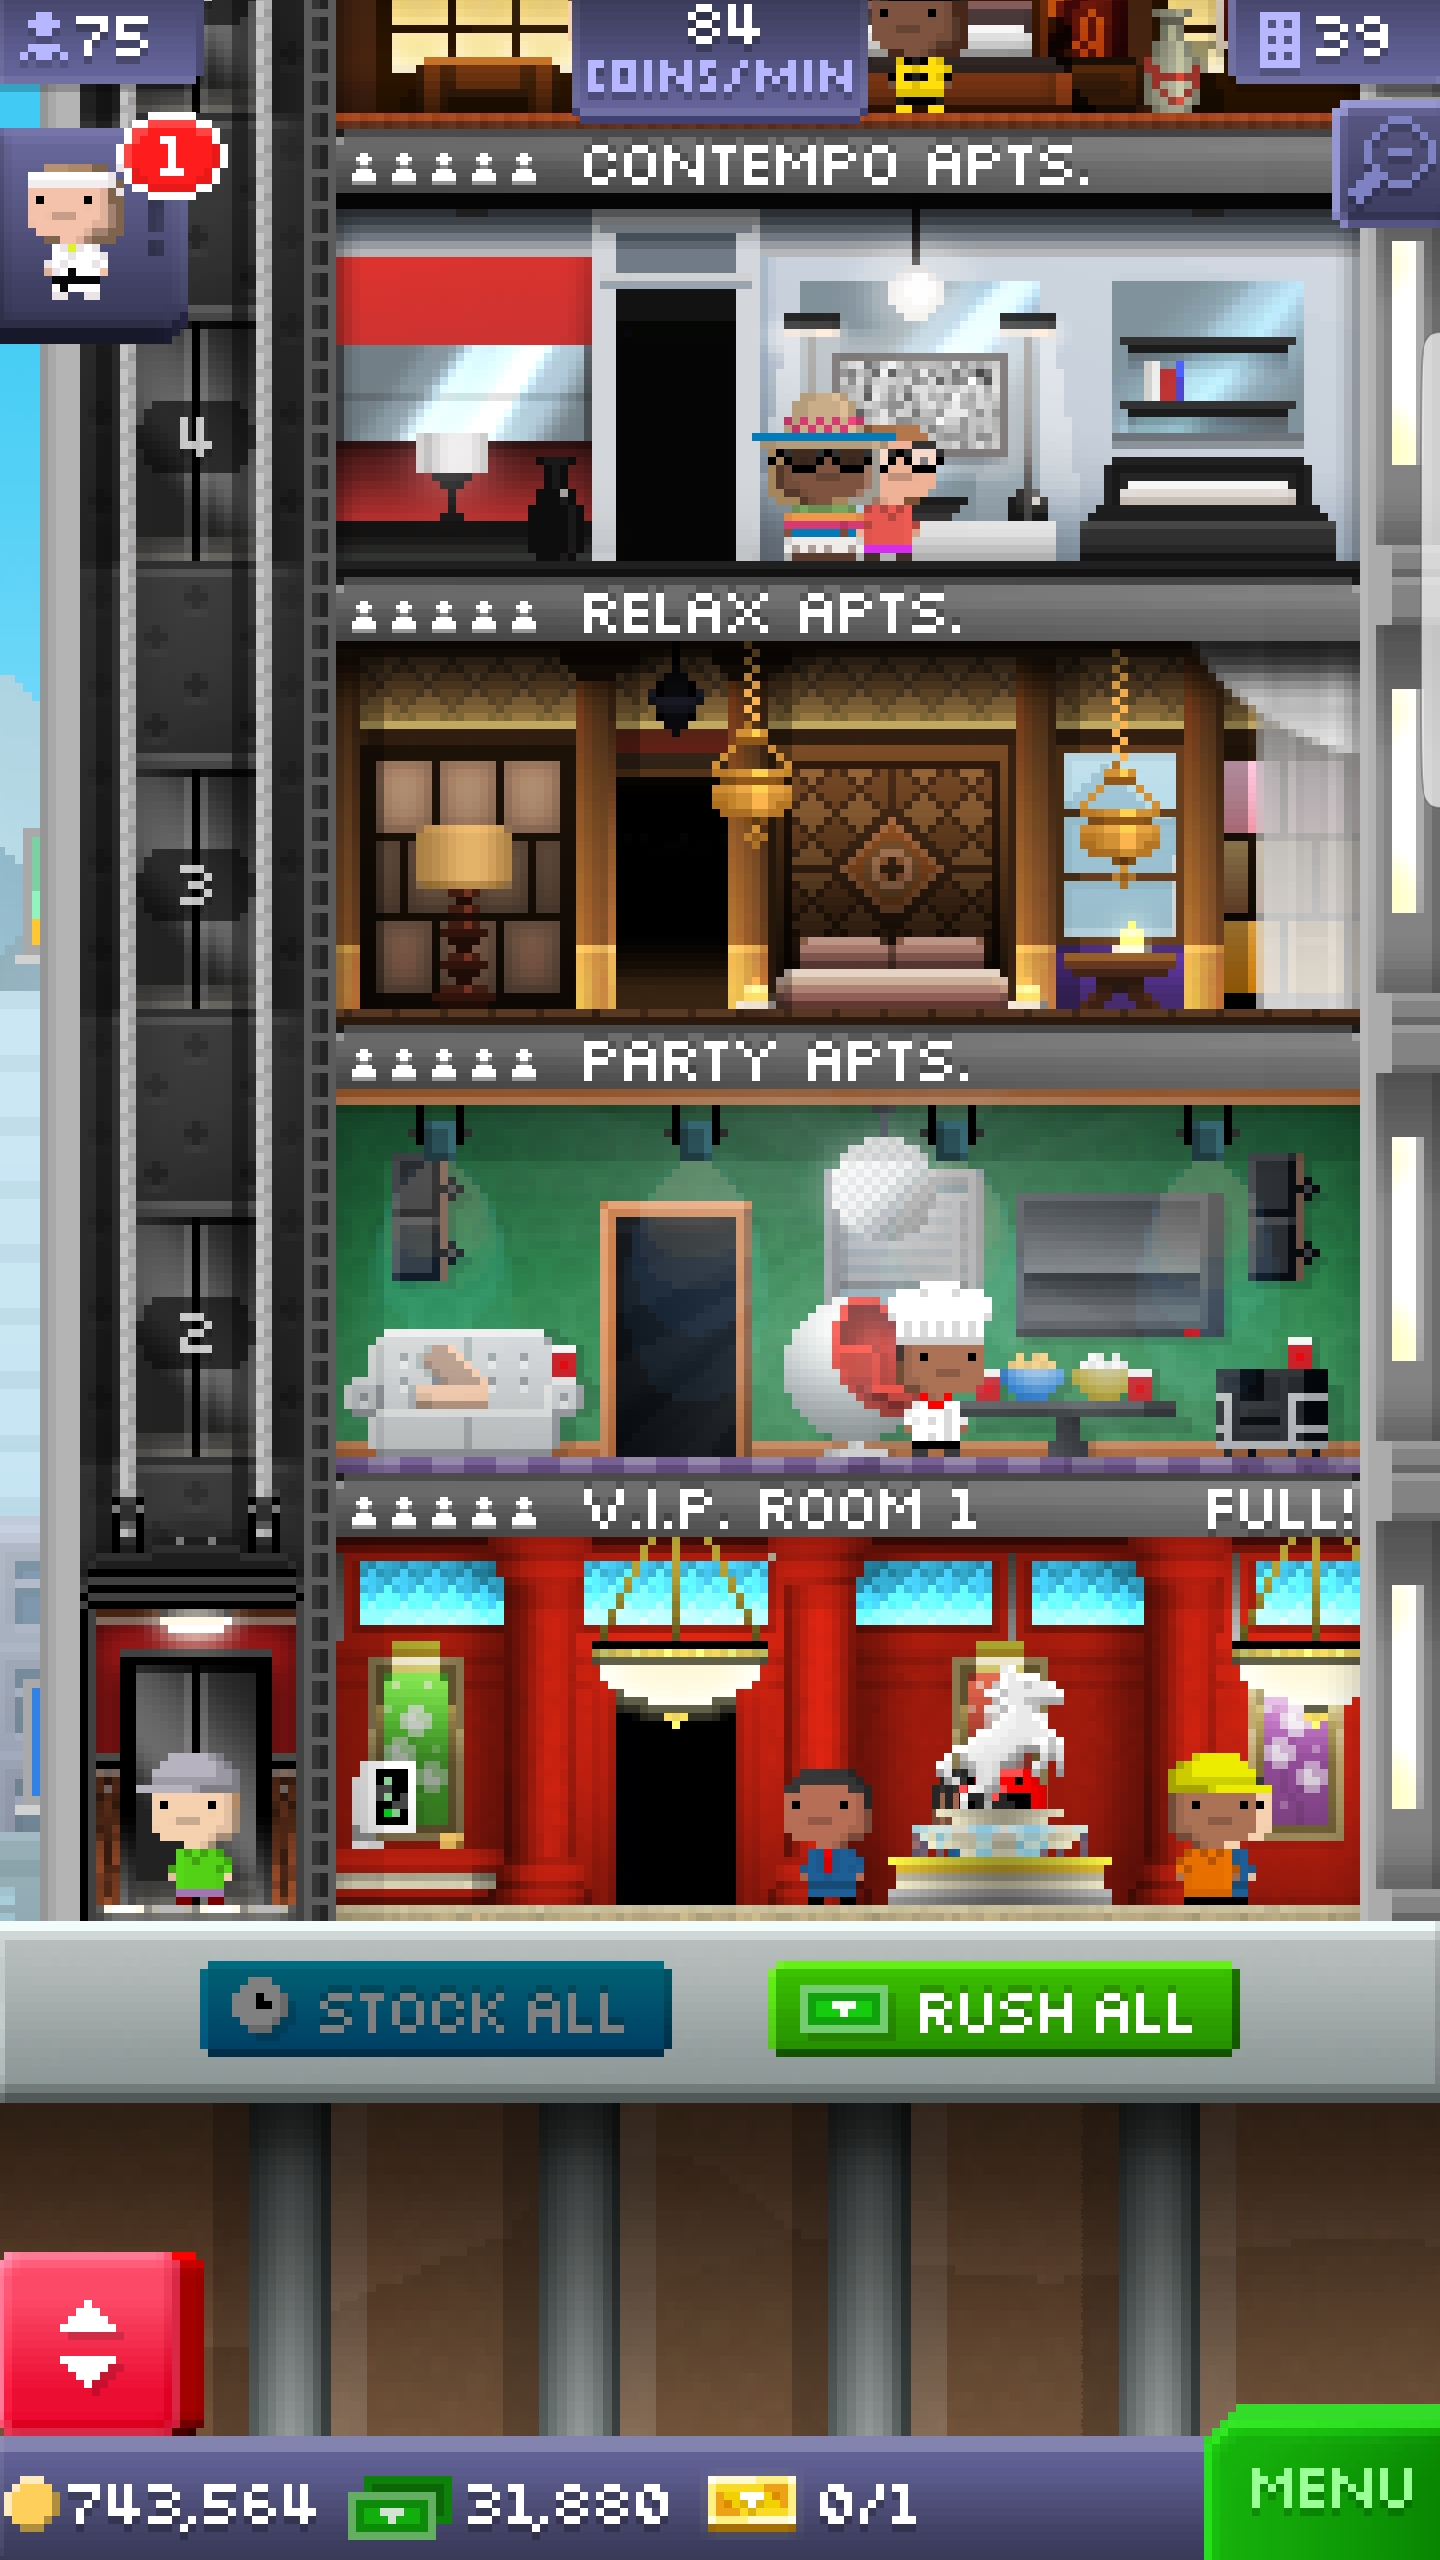 75
84
COINS/MIN
39
1
CONTEMPO APTS.
4
RELAX APTS.
3
PARTY APTS.
2
V.I.P. ROOM 1 FULL!
STOCK ALL
RUSH ALL
743,564
31,880
0/1
MENU